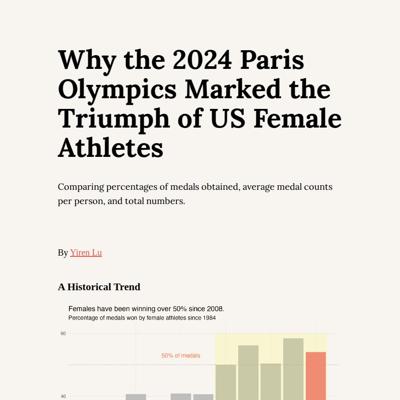 Why the 2024 Paris
Olympics Marked the
Triumph of US Female
Athletes
Comparing percentages of medals obtained, average medal counts
per person, and total numbers.
By Yiren Lu
A Historical Trend
Females have been winning over 50% since 2008.
Percentage of medals won by female athletes since 1984
60
50% of medals
40